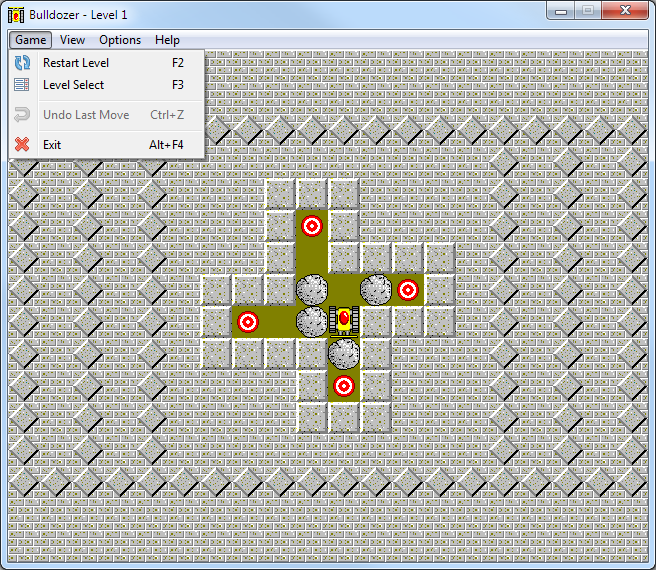 Bulldozer - Level 1
Game View Options Help
Restart Level F2
Level Select F3
Undo Last Move Ctrl+Z
Exit Alt+F4